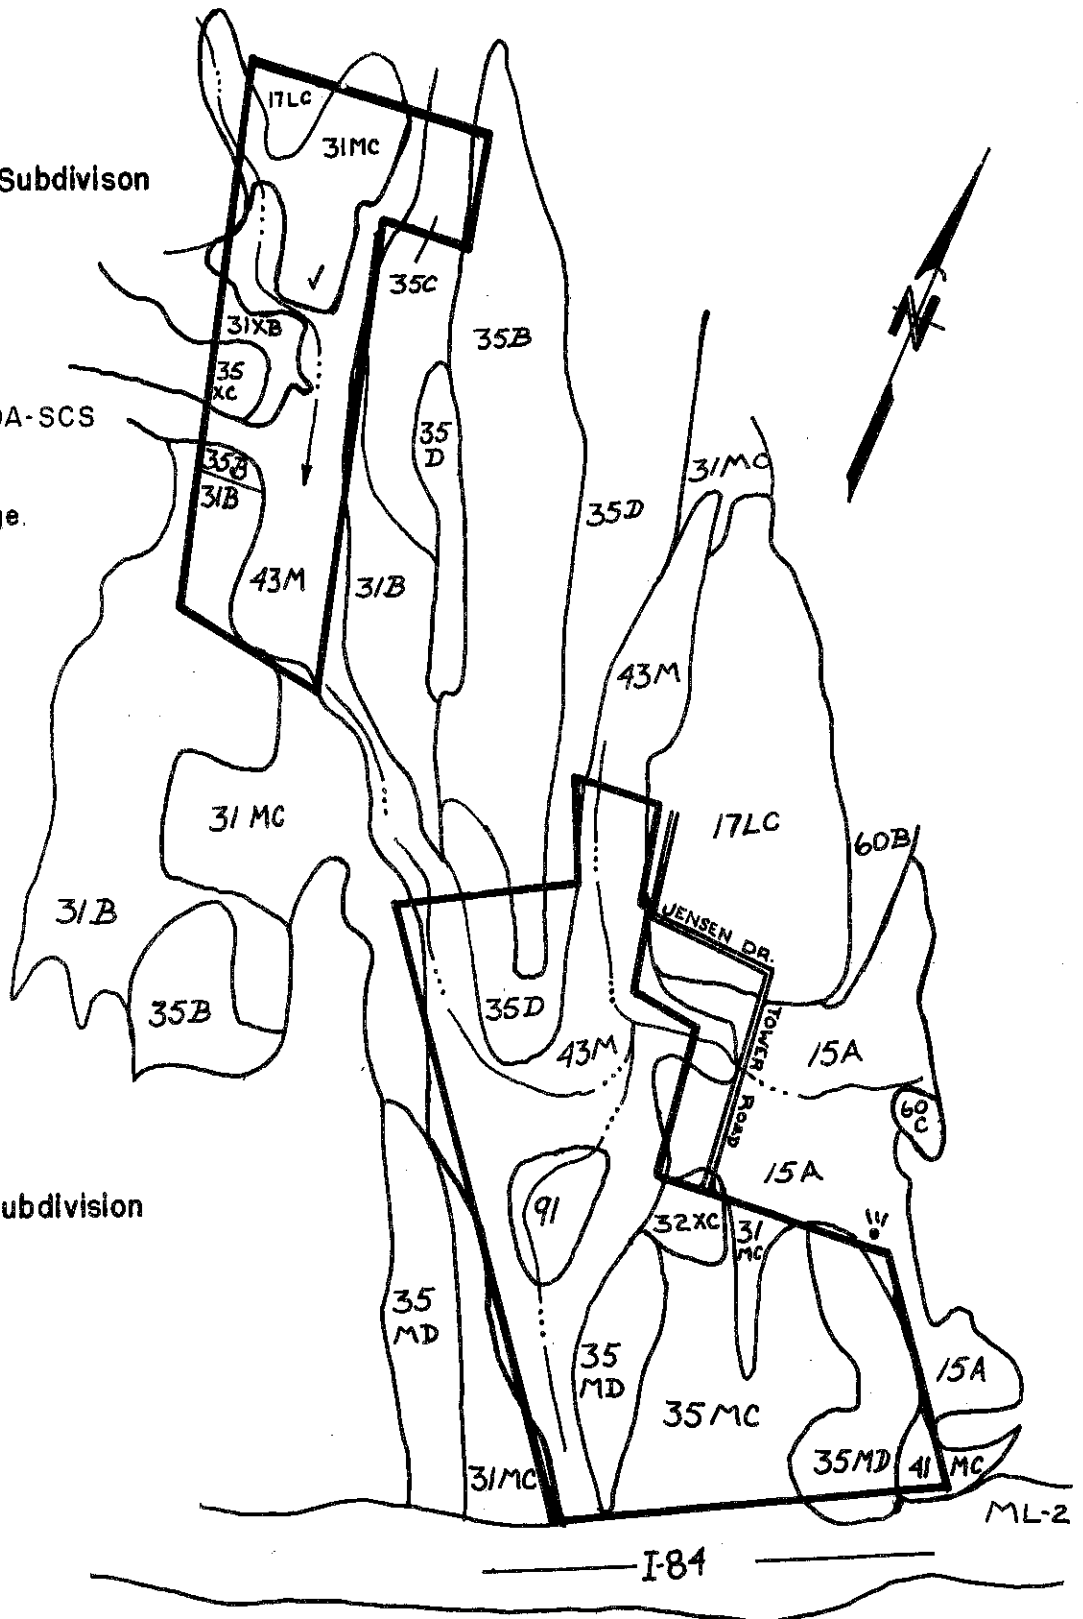 17LC
31MC
Subdivison
35C
N
31XB
35B
35
XC
DA-SCS
35
D
35B
31MC
31B
35D
ge.
43M
31B
43M
31 MC
17LC
60B
31B
JENSEN DR.
35B
35D
TOWER ROAD
43M
15A
60
C
15A
ubdivision
91
32XC
31
MC
35
MD
35
MD
15A
35MC
35MD
41
MC
31MC
ML-2
I-84